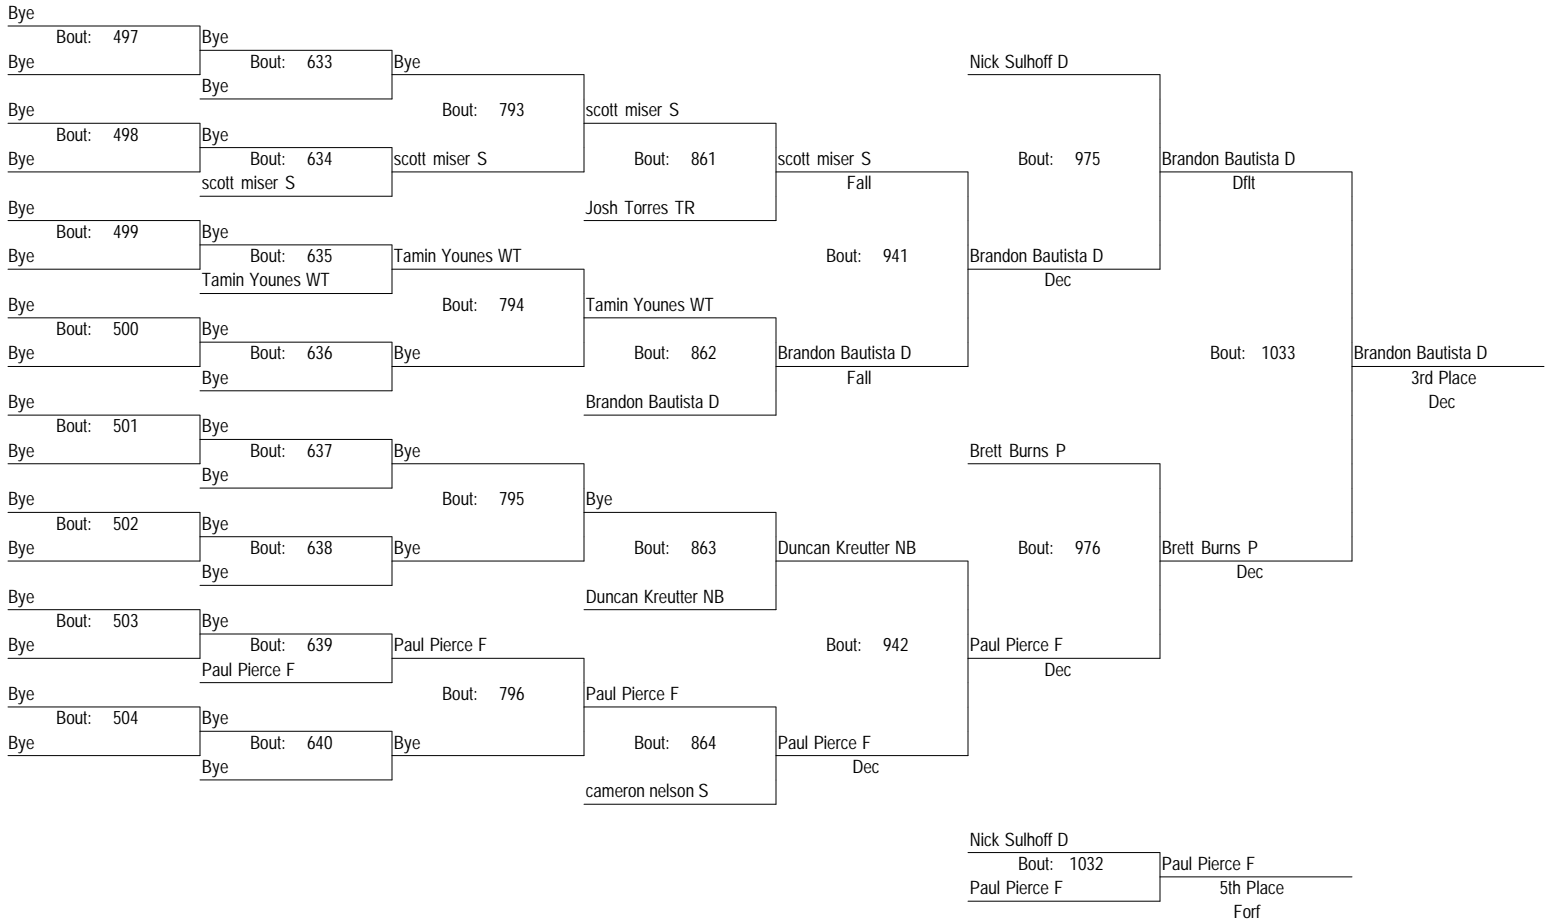 Bye
Bout: 497 Bye
Bye Bout: 633 Bye Nick Sulhoff D
Bye
Bye Bout: 793 scott miser S
Bout: 498 Bye
Bye Bout: 634 scott miser S Bout: 861 scott miser S Bout: 975 Brandon Bautista D
scott miser S Fall Dflt
Bye Josh Torres TR
Bout: 499 Bye
Bye Bout: 635 Tamin Younes WT Bout: 941 Brandon Bautista D
Tamin Younes WT Dec
Bye Bout: 794 Tamin Younes WT
Bout: 500 Bye
Bye Bout: 636 Bye Bout: 862 Brandon Bautista D Bout: 1033 Brandon Bautista D
Bye Fall 3rd Place
Bye Brandon Bautista D Dec
Bout: 501 Bye
Bye Bout: 637 Bye Brett Burns P
Bye
Bye Bout: 795 Bye
Bout: 502 Bye
Bye Bout: 638 Bye Bout: 863 Duncan Kreutter NB Bout: 976 Brett Burns P
Bye Dec
Bye Duncan Kreutter NB
Bout: 503 Bye
Bye Bout: 639 Paul Pierce F Bout: 942 Paul Pierce F
Paul Pierce F Dec
Bye Bout: 796 Paul Pierce F
Bout: 504 Bye
Bye Bout: 640 Bye Bout: 864 Paul Pierce F
Bye Dec
cameron nelson S
Nick Sulhoff D
Bout: 1032 Paul Pierce F
Paul Pierce F 5th Place
Forf